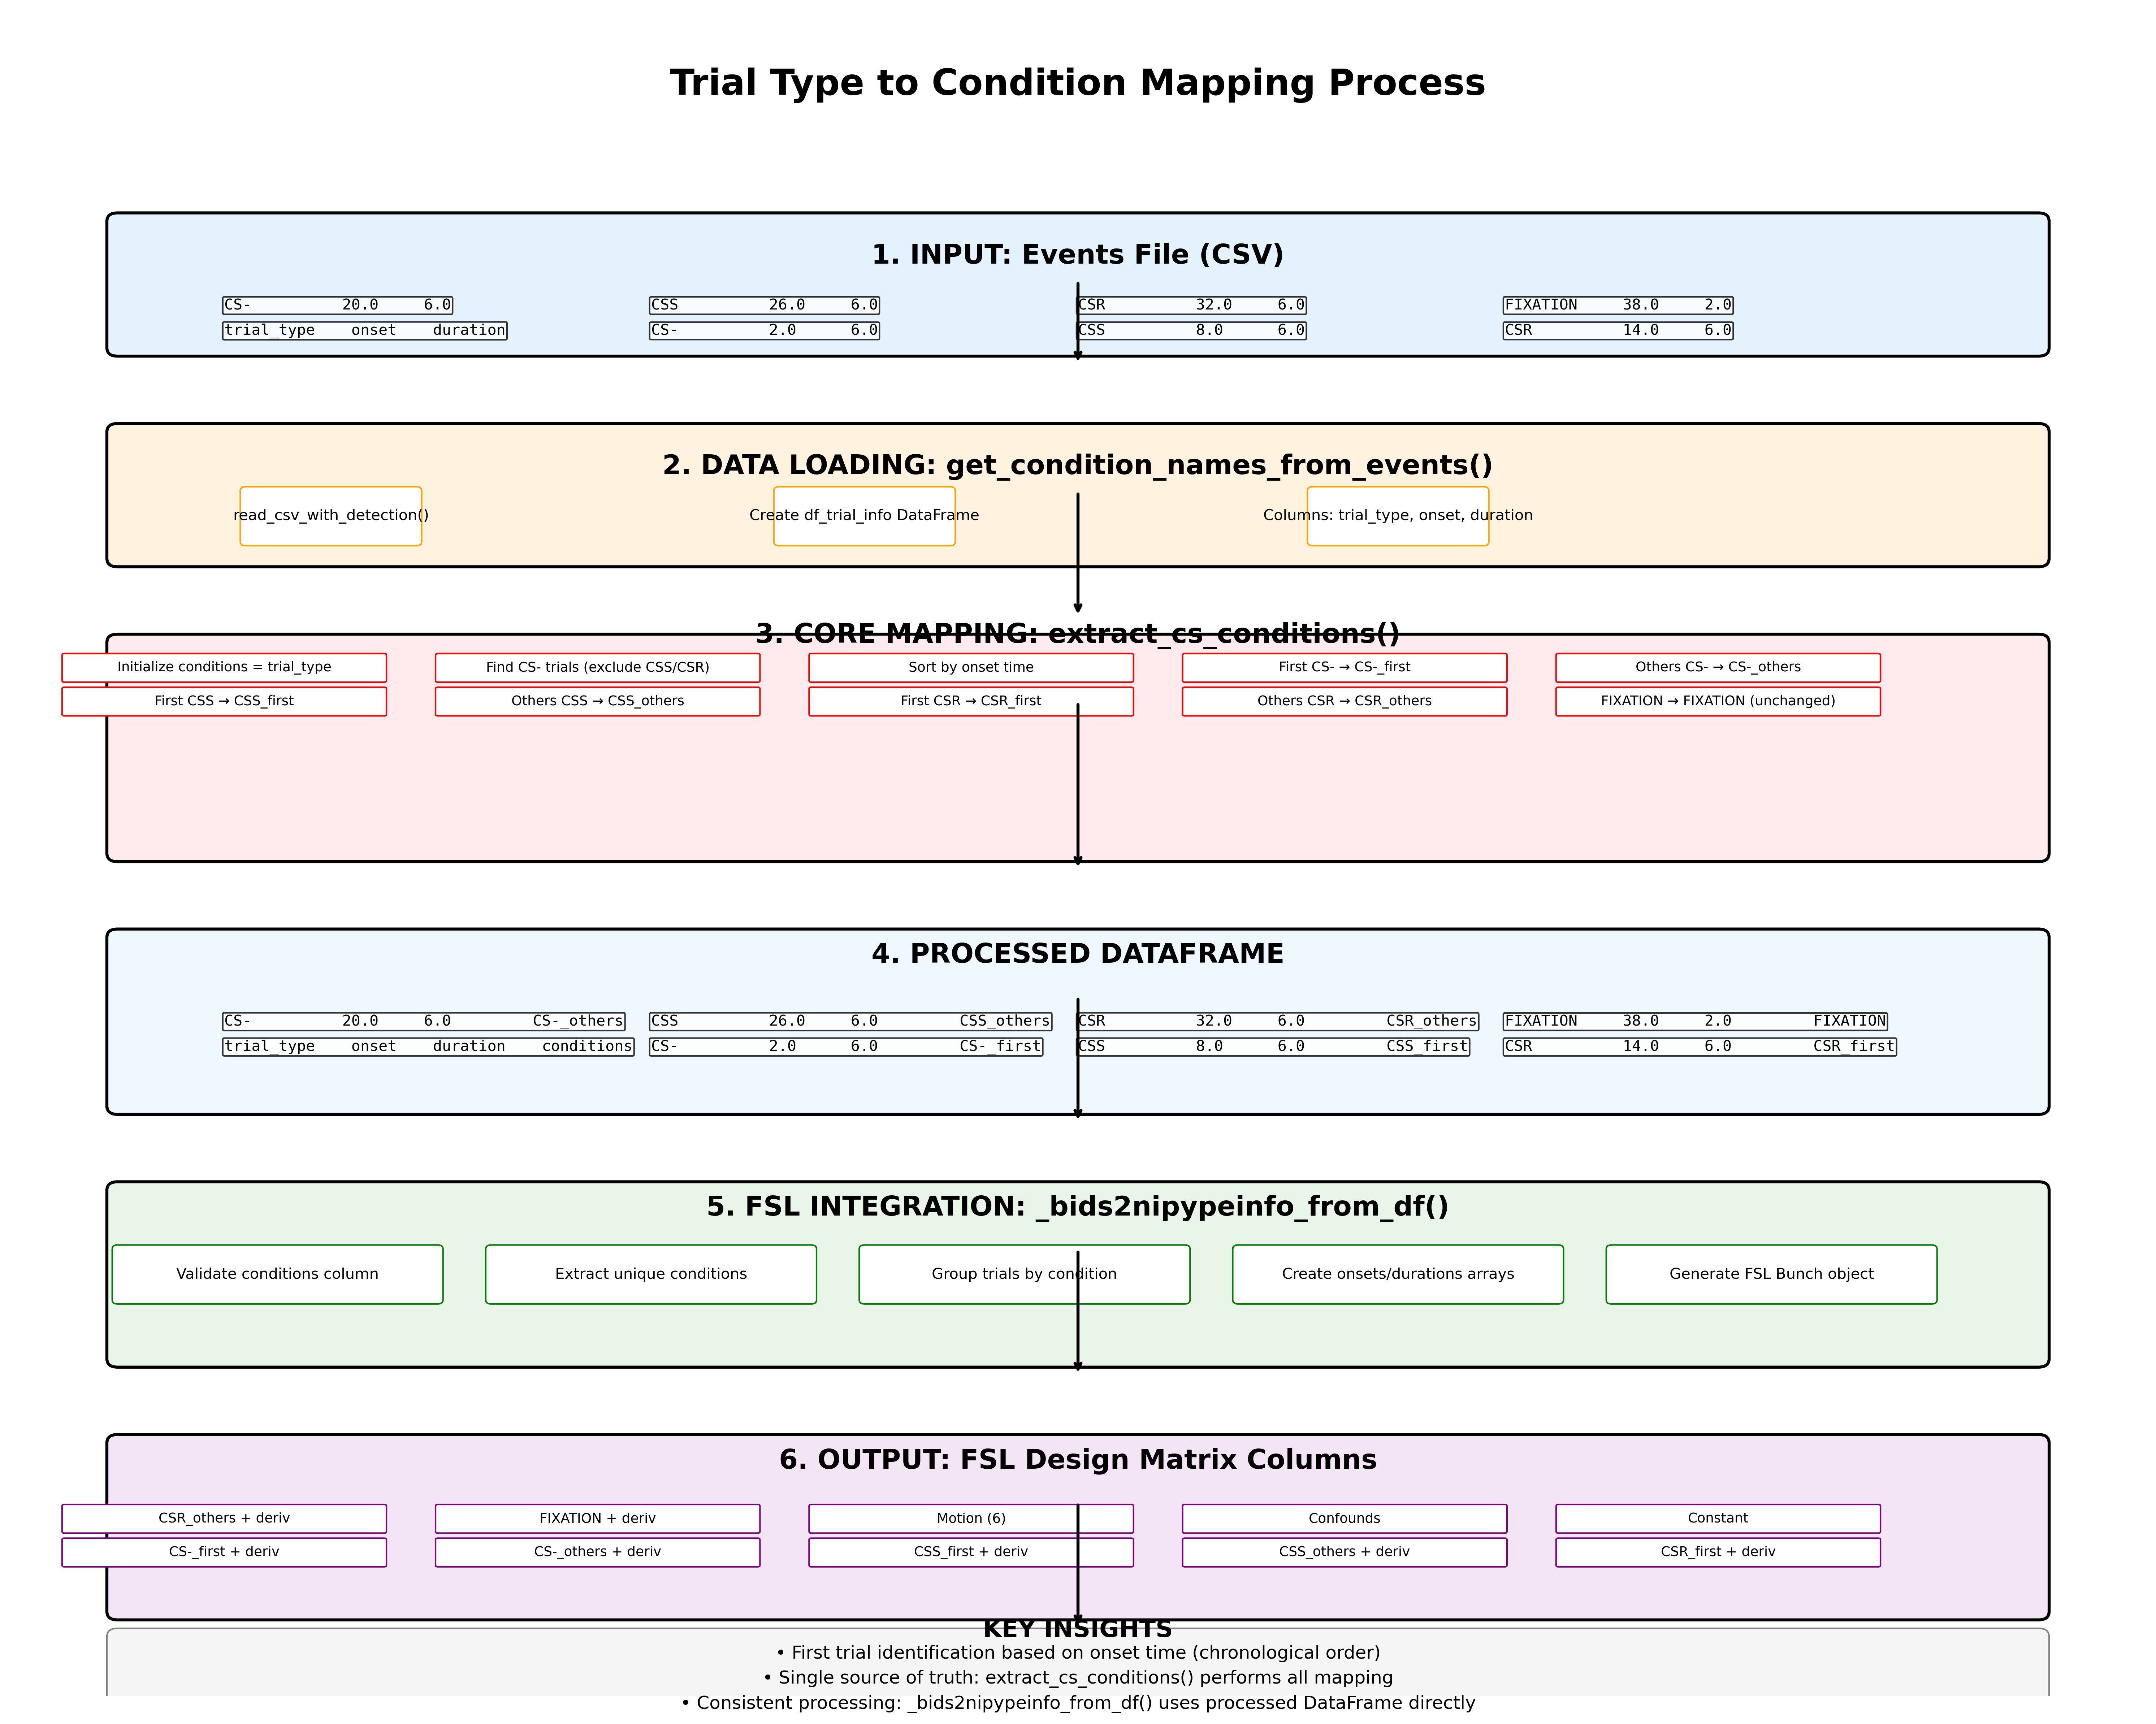 Trial Type to Condition Mapping Process
1. INPUT: Events File (CSV)
CS- 20.0 6.0
CSS 26.0 6.0
CSR 32.0 6.0
FIXATION 38.0 2.0
trial_type onset duration
CS- 2.0 6.0
CSS 8.0 6.0
CSR 14.0 6.0
2. DATA LOADING: get_condition_names_from_events()
read_csv_with_detection()
Create df_trial_info DataFrame
Columns: trial_type, onset, duration
3. CORE MAPPING: extract_cs_conditions()
Initialize conditions = trial_type
Find CS- trials (exclude CSS/CSR)
Sort by onset time
First CS- → CS-_first
Others CS- → CS-_others
First CSS → CSS_first
Others CSS → CSS_others
First CSR → CSR_first
Others CSR → CSR_others
FIXATION → FIXATION (unchanged)
4. PROCESSED DATAFRAME
CS- 20.0 6.0 CS-_others
CSS 26.0 6.0 CSS_others
CSR 32.0 6.0 CSR_others
FIXATION 38.0 2.0 FIXATION
trial_type onset duration conditions
CS- 2.0 6.0 CS-_first
CSS 8.0 6.0 CSS_first
CSR 14.0 6.0 CSR_first
5. FSL INTEGRATION: _bids2nipypeinfo_from_df()
Validate conditions column
Extract unique conditions
Group trials by condition
Create onsets/durations arrays
Generate FSL Bunch object
6. OUTPUT: FSL Design Matrix Columns
CSR_others + deriv
FIXATION + deriv
Motion (6)
Confounds
Constant
CS-_first + deriv
CS-_others + deriv
CSS_first + deriv
CSS_others + deriv
CSR_first + deriv
KEY INSIGHTS
• First trial identification based on onset time (chronological order)
• Single source of truth: extract_cs_conditions() performs all mapping
• Consistent processing: _bids2nipypeinfo_from_df() uses processed DataFrame directly